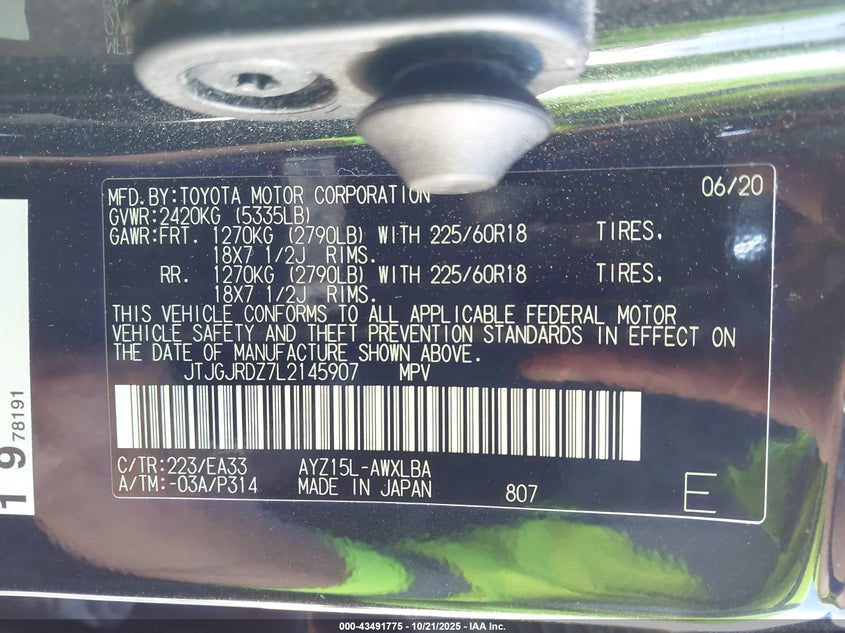 MFD.BY:TOYOTA MOTOR CORPORATION 06/20
GVWR:2420KG (5335LB)
GAWR:FRT. 1270KG (2790LB) WITH 225/60R18 TIRES,
18X7 1/2J RIMS.
RR. 1270KG (2790LB) WITH 225/60R18 TIRES,
18X7 1/2J RIMS.
THIS VEHICLE CONFORMS TO ALL APPLICABLE FEDERAL MOTOR
VEHICLE SAFETY AND THEFT PREVENTION STANDARDS IN EFFECT ON
THE DATE OF MANUFACTURE SHOWN ABOVE.
JTJGJRDZ7L2145907 MPV
C/TR:223/EA33 AYZ15L-AWXLBA
A/TM:-03A/P314 MADE IN JAPAN 807 E
1 9 78191
000-43491775 - 10/21/2025 - IAA Inc.